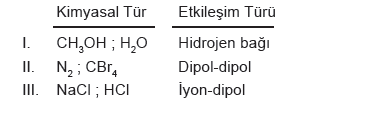 Kimyasal Tür Etkileşim Türü
I. CH₃OH ; H₂O Hidrojen bağı
II. N₂ ; CBr₄ Dipol-dipol
III. NaCl ; HCl İyon-dipol